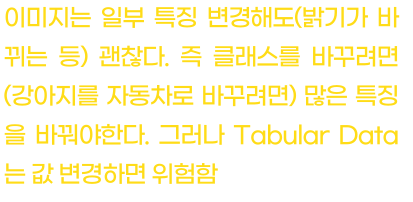 이미지는 일부 특징 변경해도(밝기가 바
뀌는 등) 괜찮다. 즉 클래스를 바꾸려면
(강아지를 자동차로 바꾸려면) 많은 특징
을 바꿔야한다. 그러나 Tabular Data
는 값 변경하면 위험함